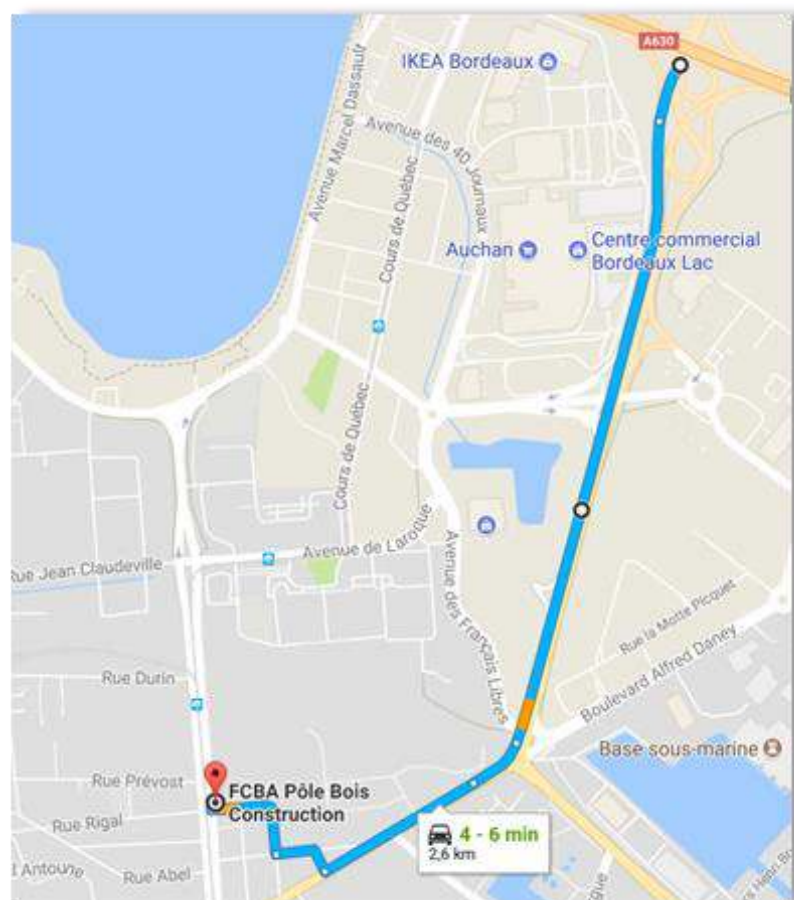 A630
IKEA Bordeaux
Avenue Marcel Dassault
Avenue des 40 Journaux
Cours de Québec
Auchan
Centre commercial
Bordeaux Lac
Cours de Québec
Avenue de Laroque
Rue Jean Claudeville
Avenue des Français Libres
Rue la Motte Picquet
Boulevard Alfred Daney
Rue Durin
Base sous-marine
Rue Prévost
FCBA Pôle Bois
Construction
Rue Rigal
4 - 6 min
2,6 km
Antoune
Rue Abel